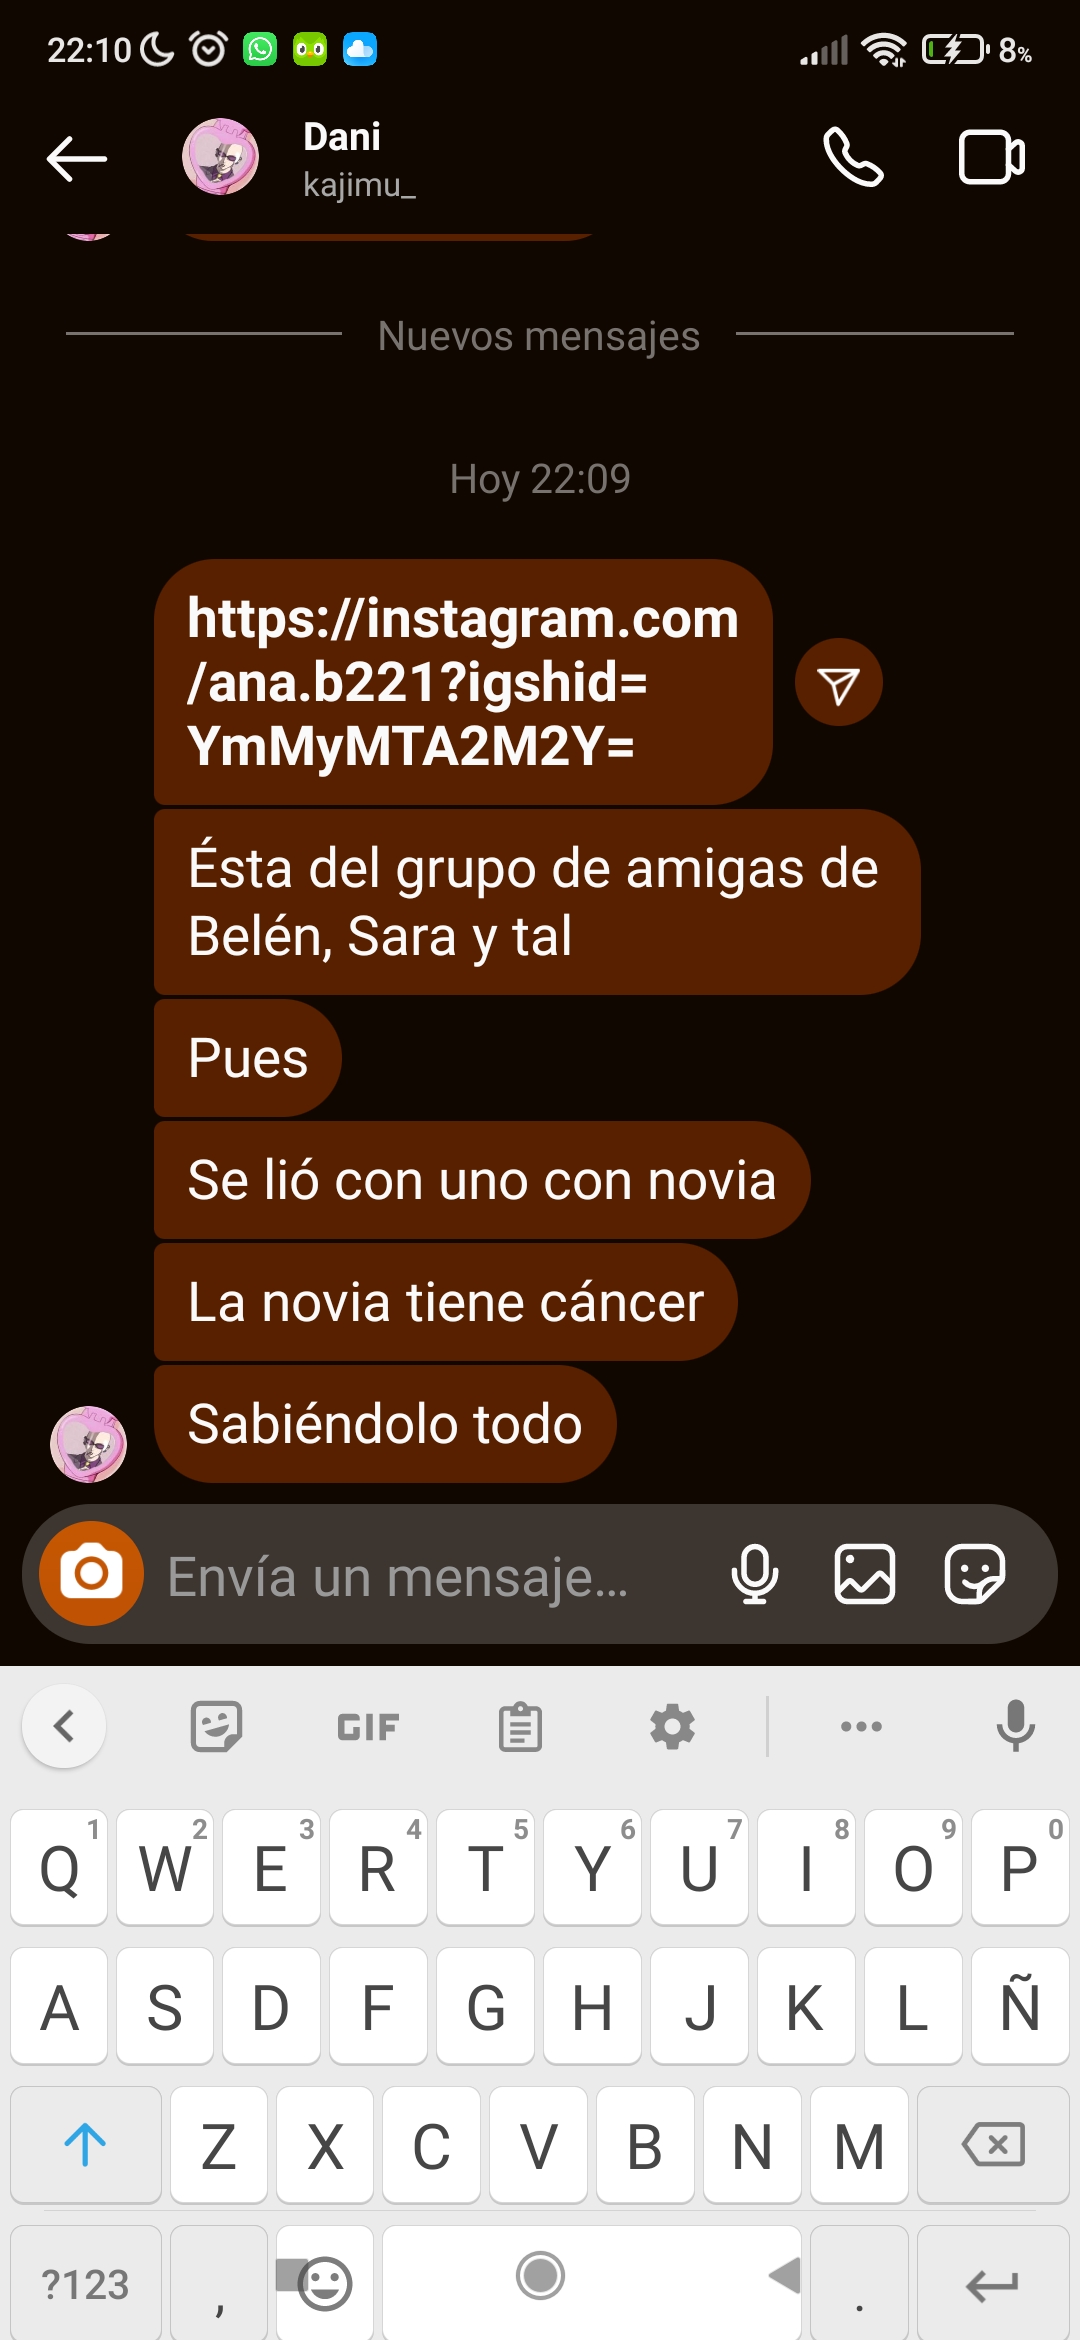 22:10
8%
Dani
kajimu_
Nuevos mensajes
Hoy 22:09
https://instagram.com
/ana.b221?igshid=
YmMyMTA2M2Y=
Ésta del grupo de amigas de
Belén, Sara y tal
Pues
Se lió con uno con novia
La novia tiene cáncer
Sabiéndolo todo
Envía un mensaje...
GIF
1 2 3 4 5 6 7 8 9 0
Q W E R T Y U I O P
A S D F G H J K L Ñ
Z X C V B N M
?123 , .